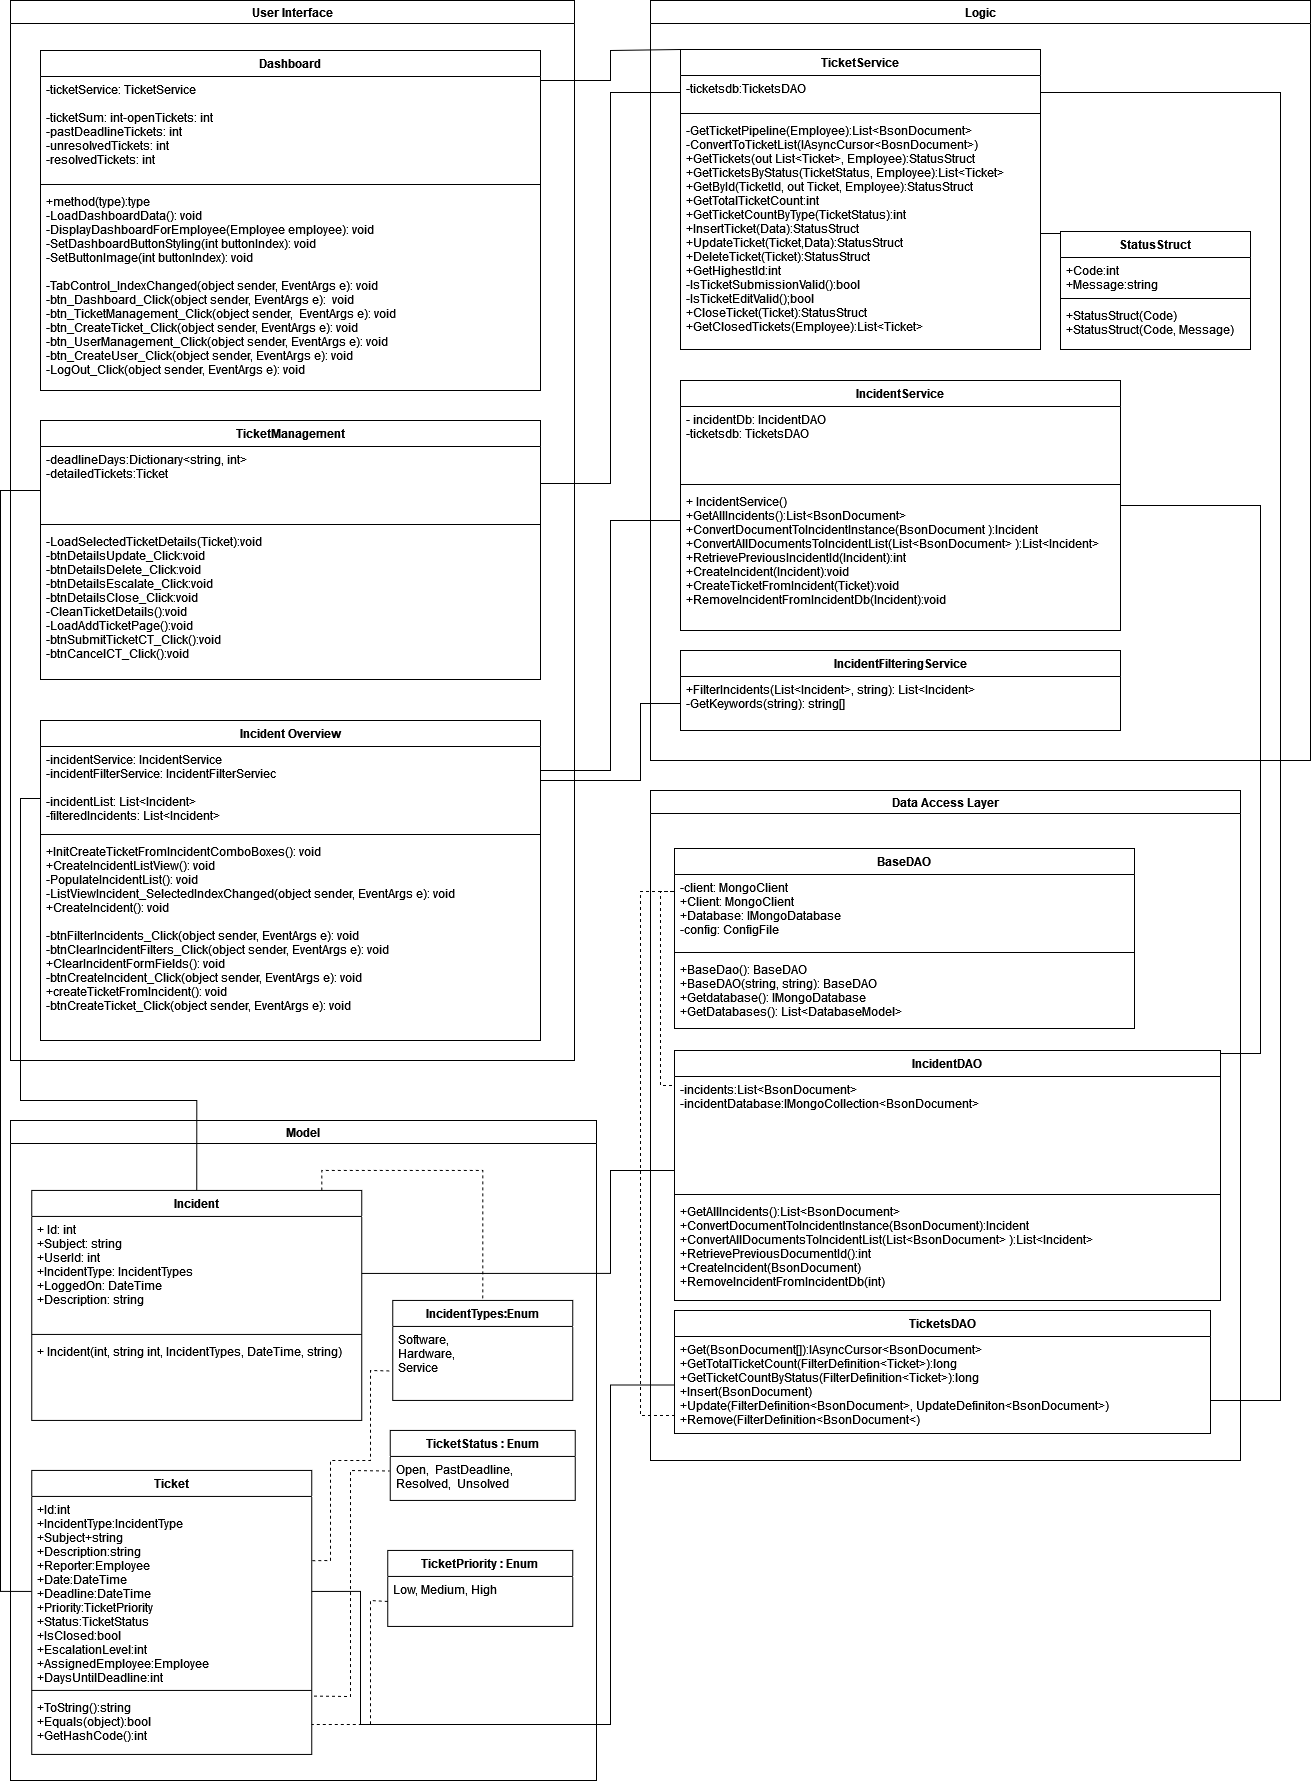 User Interface
Dashboard
-ticketService: TicketService
-ticketSum: int-openTickets: int
-pastDeadlineTickets: int
-unresolvedTickets: int
-resolvedTickets: int
+method(type):type
-LoadDashboardData(): void
-DisplayDashboardForEmployee(Employee employee): void
-SetDashboardButtonStyling(int buttonIndex): void
-SetButtonImage(int buttonIndex): void
-TabControl_IndexChanged(object sender, EventArgs e): void
-btn_Dashboard_Click(object sender, EventArgs e):  void
-btn_TicketManagement_Click(object sender,  EventArgs e): void
-btn_CreateTicket_Click(object sender, EventArgs e): void
-btn_UserManagement_Click(object sender, EventArgs e): void
-btn_CreateUser_Click(object sender, EventArgs e): void
-LogOut_Click(object sender, EventArgs e): void
TicketManagement
-deadlineDays:Dictionary<string, int>
-detailedTickets:Ticket
-LoadSelectedTicketDetails(Ticket):void
-btnDetailsUpdate_Click:void
-btnDetailsDelete_Click:void
-btnDetailsEscalate_Click:void
-btnDetailsClose_Click:void
-CleanTicketDetails():void
-LoadAddTicketPage():void
-btnSubmitTicketCT_Click():void
-btnCancelCT_Click():void
Incident Overview
-incidentService: IncidentService
-incidentFilterService: IncidentFilterServiec
-incidentList: List<Incident>
-filteredIncidents: List<Incident>
+InitCreateTicketFromIncidentComboBoxes(): void
+CreateIncidentListView(): void
-PopulateIncidentList(): void
-ListViewIncident_SelectedIndexChanged(object sender, EventArgs e): void
+CreateIncident(): void
-btnFilterIncidents_Click(object sender, EventArgs e): void
-btnClearIncidentFilters_Click(object sender, EventArgs e): void
+ClearIncidentFormFields(): void
-btnCreateIncident_Click(object sender, EventArgs e): void
+createTicketFromIncident(): void
-btnCreateTicket_Click(object sender, EventArgs e): void
Logic
TicketService
-ticketsdb:TicketsDAO
-GetTicketPipeline(Employee):List<BsonDocument>
-ConvertToTicketList(IAsyncCursor<BosnDocument>)
+GetTickets(out List<Ticket>, Employee):StatusStruct
+GetTicketsByStatus(TicketStatus, Employee):List<Ticket>
+GetById(TicketId, out Ticket, Employee):StatusStruct
+GetTotalTicketCount:int
+GetTicketCountByType(TicketStatus):int
+InsertTicket(Data):StatusStruct
+UpdateTicket(Ticket,Data):StatusStruct
+DeleteTicket(Ticket):StatusStruct
+GetHighestId:int
-IsTicketSubmissionValid():bool
-IsTicketEditValid();bool
+CloseTicket(Ticket):StatusStruct
+GetClosedTickets(Employee):List<Ticket>
StatusStruct
+Code:int
+Message:string
+StatusStruct(Code)
+StatusStruct(Code, Message)
IncidentService
- incidentDb: IncidentDAO
-ticketsdb: TicketsDAO
+ IncidentService()
+GetAllIncidents():List<BsonDocument>
+ConvertDocumentToIncidentInstance(BsonDocument ):Incident
+ConvertAllDocumentsToIncidentList(List<BsonDocument> ):List<Incident>
+RetrievePreviousIncidentId(Incident):int
+CreateIncident(Incident):void
+CreateTicketFromIncident(Ticket):void
+RemoveIncidentFromIncidentDb(Incident):void
IncidentFilteringService
+FilterIncidents(List<Incident>, string): List<Incident>
-GetKeywords(string): string[]
Data Access Layer
BaseDAO
-client: MongoClient
+Client: MongoClient
+Database: IMongoDatabase
-config: ConfigFile
+BaseDao(): BaseDAO
+BaseDAO(string, string): BaseDAO
+Getdatabase(): IMongoDatabase
+GetDatabases(): List<DatabaseModel>
IncidentDAO
-incidents:List<BsonDocument>
-incidentDatabase:IMongoCollection<BsonDocument>
+GetAllIncidents():List<BsonDocument>
+ConvertDocumentToIncidentInstance(BsonDocument):Incident
+ConvertAllDocumentsToIncidentList(List<BsonDocument> ):List<Incident>
+RetrievePreviousDocumentId():int
+CreateIncident(BsonDocument)
+RemoveIncidentFromIncidentDb(int)
TicketsDAO
+Get(BsonDocument[]):IAsyncCursor<BsonDocument>
+GetTotalTicketCount(FilterDefinition<Ticket>):long
+GetTicketCountByStatus(FilterDefinition<Ticket>):long
+Insert(BsonDocument)
+Update(FilterDefinition<BsonDocument>, UpdateDefiniton<BsonDocument>)
+Remove(FilterDefinition<BsonDocument<)
Model
Incident
+ Id: int
+Subject: string
+UserId: int
+IncidentType: IncidentTypes
+LoggedOn: DateTime
+Description: string
+ Incident(int, string int, IncidentTypes, DateTime, string)
IncidentTypes:Enum
Software,
Hardware,
Service
TicketStatus : Enum
Open,  PastDeadline,
Resolved,  Unsolved
Ticket
+Id:int
+IncidentType:IncidentType
+Subject+string
+Description:string
+Reporter:Employee
+Date:DateTime
+Deadline:DateTime
+Priority:TicketPriority
+Status:TicketStatus
+IsClosed:bool
+EscalationLevel:int
+AssignedEmployee:Employee
+DaysUntilDeadline:int
+ToString():string
+Equals(object):bool
+GetHashCode():int
TicketPriority : Enum
Low, Medium, High